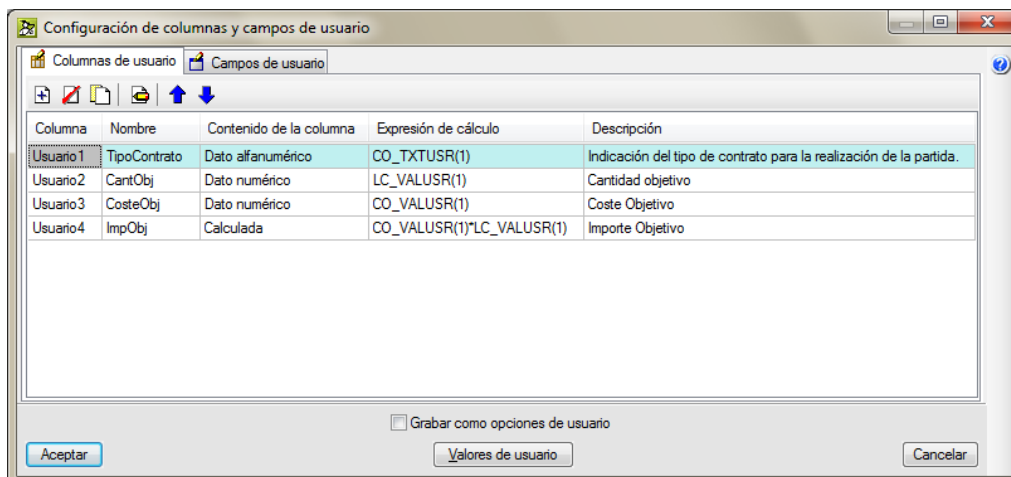 Configuración de columnas y campos de usuario
Columnas de usuario Campos de usuario
Columna Nombre Contenido de la columna Expresión de cálculo Descripción
Usuario1 TipoContrato Dato alfanumérico CO_TXTUSR(1) Indicación del tipo de contrato para la realización de la partida.
Usuario2 CantObj Dato numérico LC_VALUSR(1) Cantidad objetivo
Usuario3 CosteObj Dato numérico CO_VALUSR(1) Coste Objetivo
Usuario4 ImpObj Calculada CO_VALUSR(1)*LC_VALUSR(1) Importe Objetivo
Grabar como opciones de usuario
Aceptar Valores de usuario Cancelar